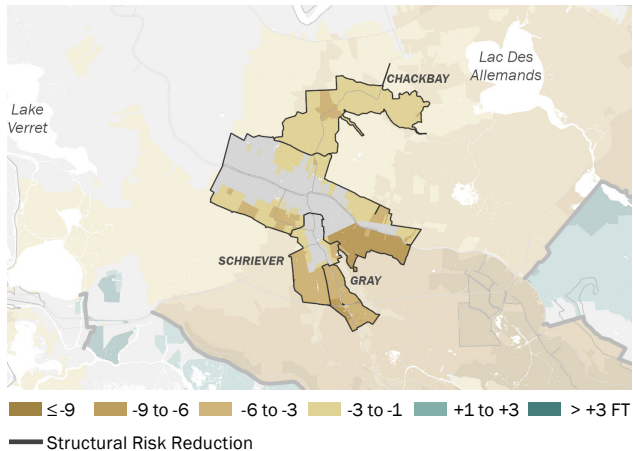 CHACKBAY
Lac Des
Allemands
Lake
Verret
SCHRIEVER
GRAY
≤ -9
-9 to -6
-6 to -3
-3 to -1
+1 to +3
> +3 FT
Structural Risk Reduction